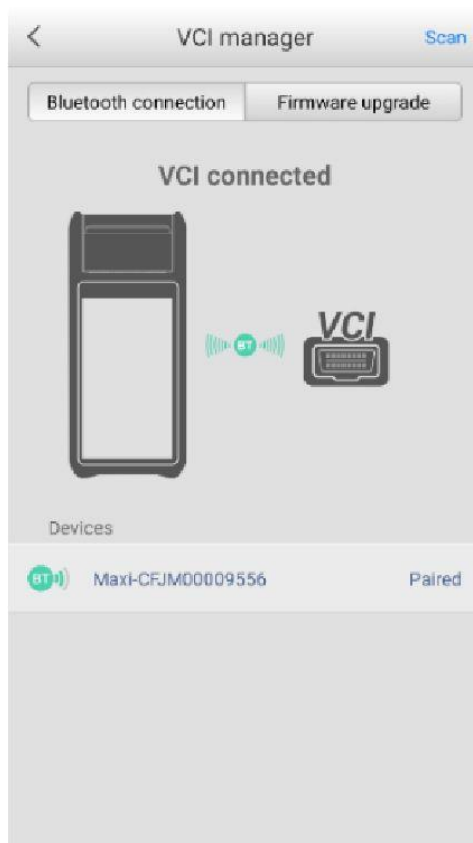 VCI manager Scan
Bluetooth connection Firmware upgrade
VCI connected
BT VCI
Devices
BT Maxi-CFJM00009556 Paired